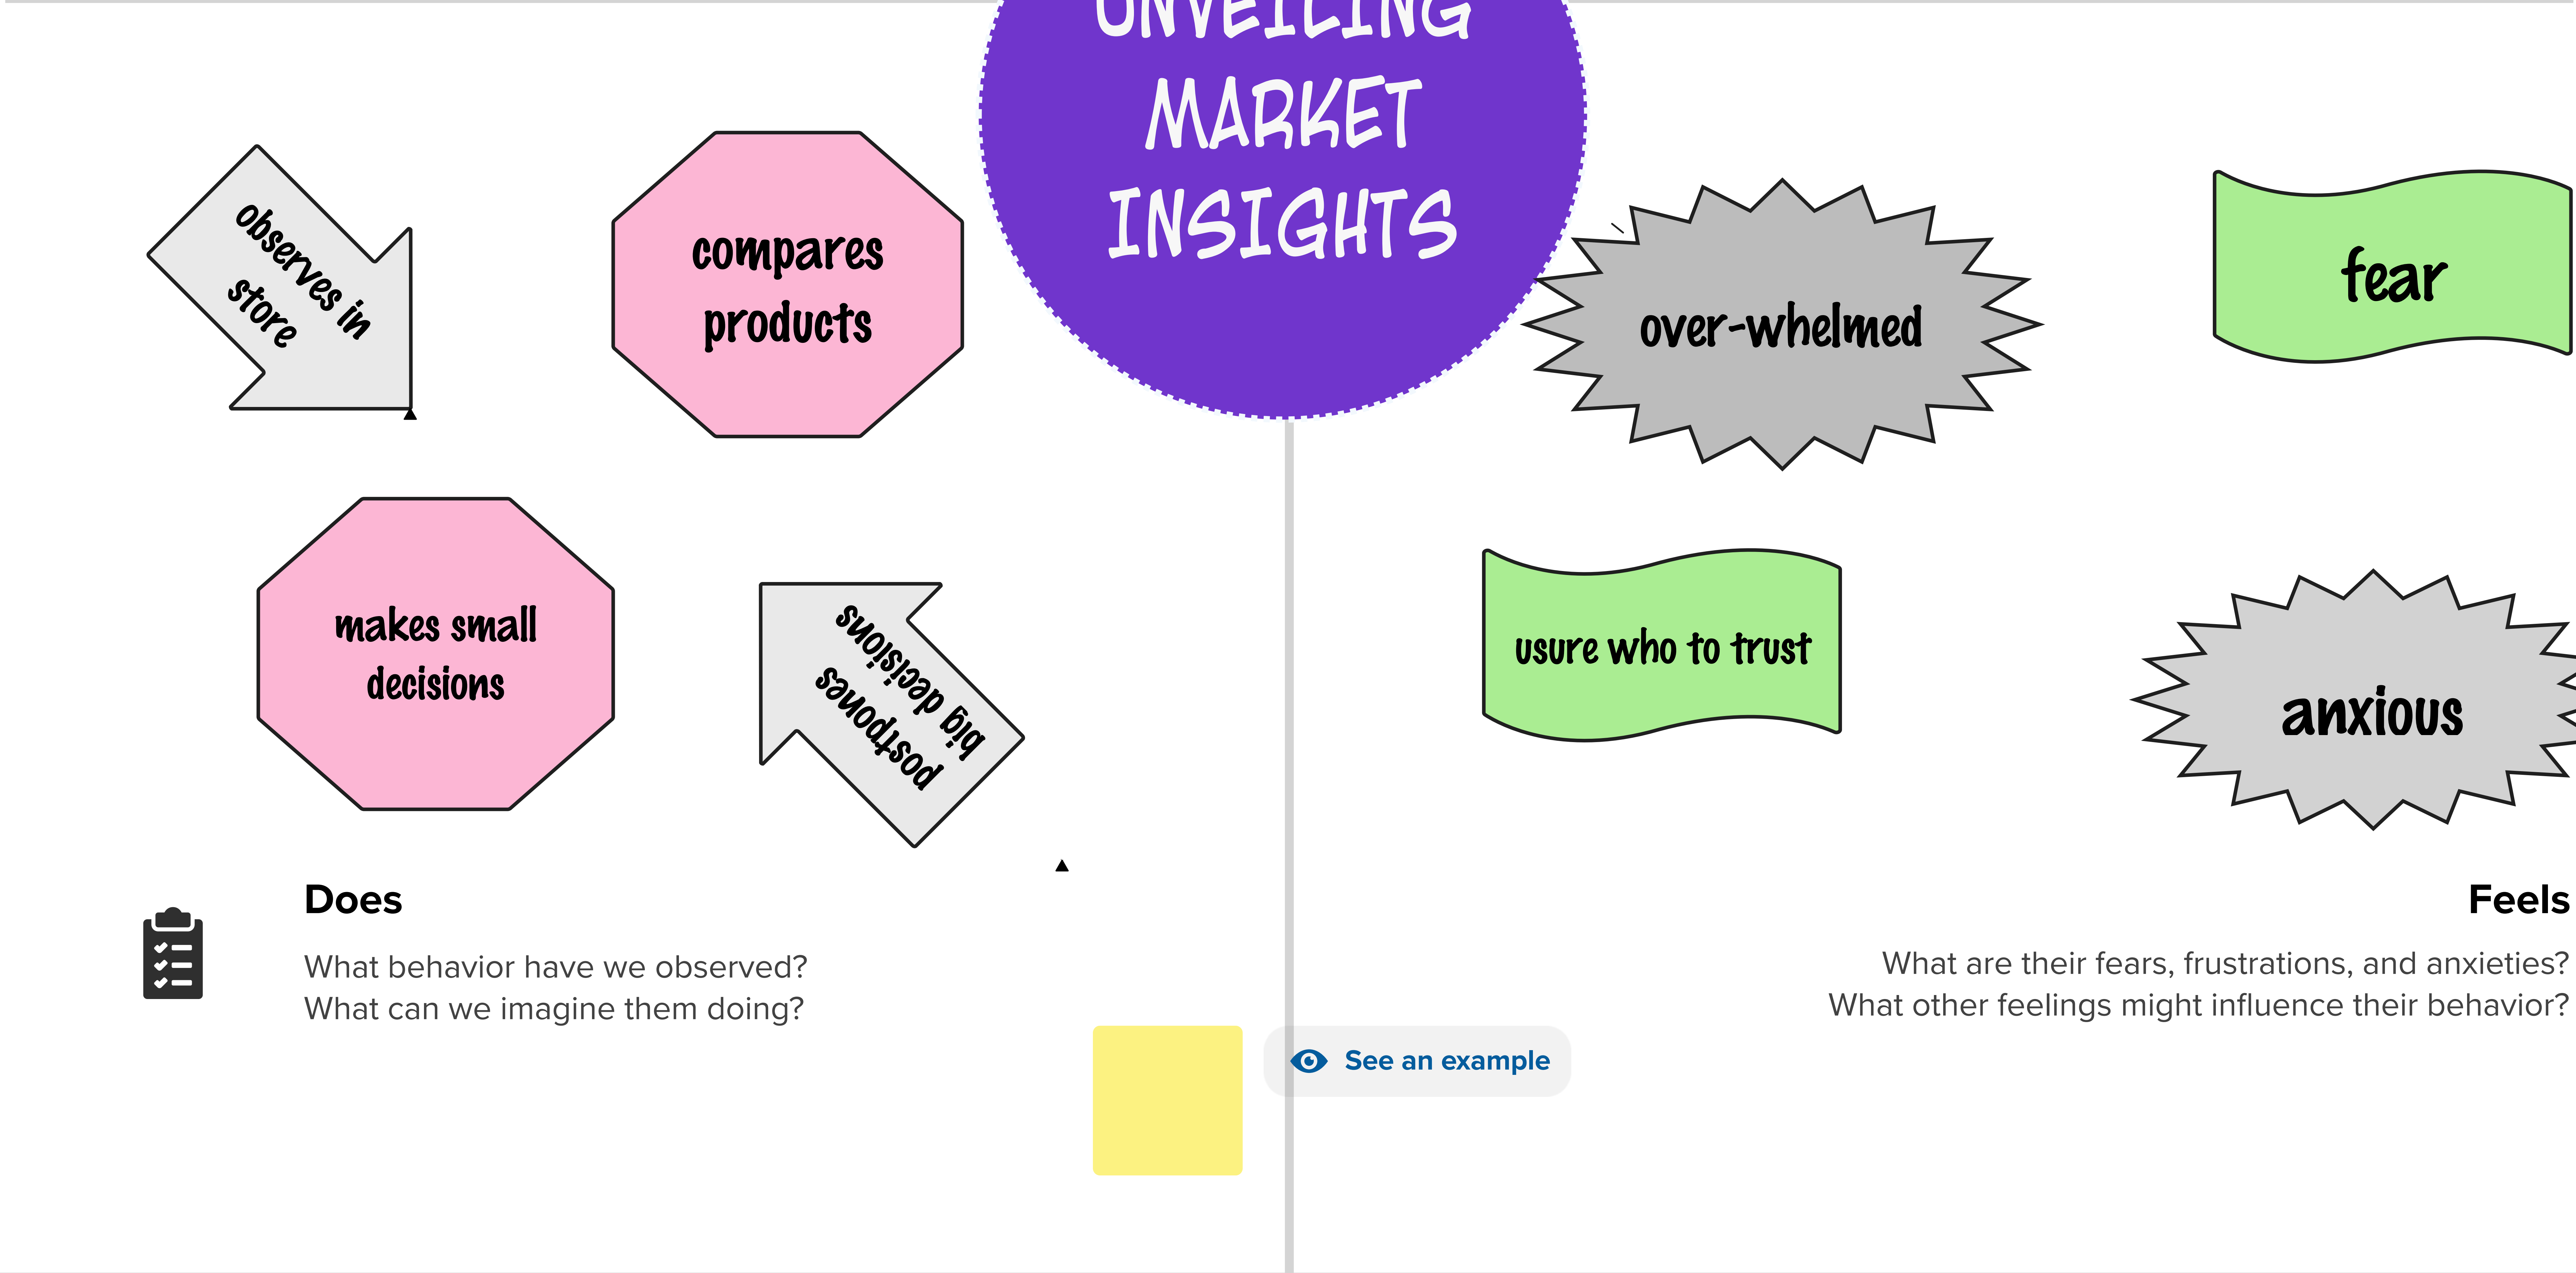 UNVEILING
MARKET
INSIGHTS
observes in
store
compares
products
makes small
decisions
postpones
big decisions
over-whelmed
fear
usure who to trust
anxious
Does
What behavior have we observed?
What can we imagine them doing?
Feels
What are their fears, frustrations, and anxieties?
What other feelings might influence their behavior?
See an example